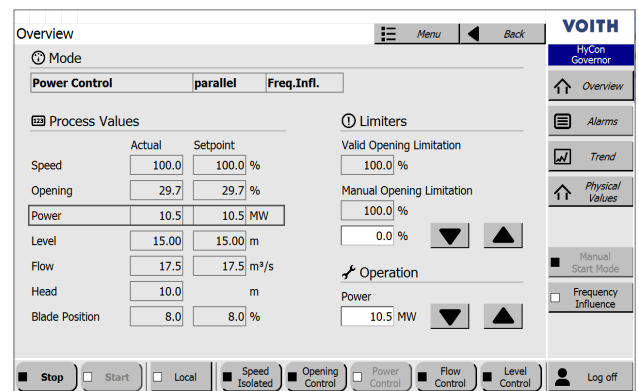 Overview
Menu
Back
VOITH
HyCon
Governor
Mode
Power Control parallel Freq.Infl.
Overview
Alarms
Trend
Physical
Values
Manual
Start Mode
Frequency
Influence
123 Process Values
Actual Setpoint
Speed 100.0 100.0 %
Opening 29.7 29.7 %
Power 10.5 10.5 MW
Level 15.00 15.00 m
Flow 17.5 17.5 m³/s
Head 10.0 m
Blade Position 8.0 8.0 %
Limiters
Valid Opening Limitation
100.0 %
Manual Opening Limitation
100.0 %
0.0 %
Operation
Power
10.5 MW
Stop
Start
Local
Speed
Isolated
Opening
Control
Power
Control
Flow
Control
Level
Control
Log off